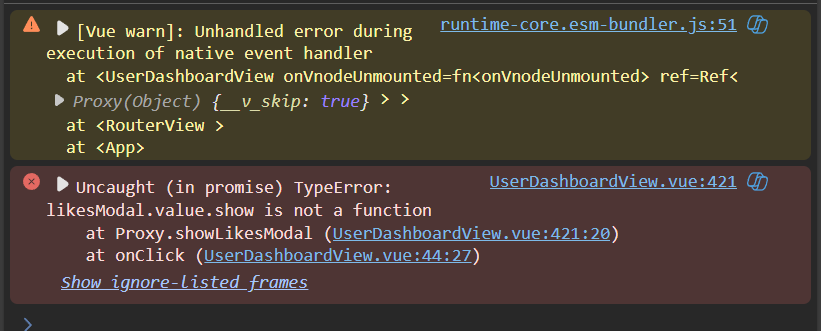 [Vue warn]: Unhandled error during runtime-core.esm-bundler.js:51
execution of native event handler
at <UserDashboardView onVnodeUnmounted=fn<onVnodeUnmounted> ref=Ref<
Proxy(Object) {__v_skip: true} > >
at <RouterView >
at <App>
Uncaught (in promise) TypeError: UserDashboardView.vue:421
likesModal.value.show is not a function
at Proxy.showLikesModal (UserDashboardView.vue:421:20)
at onClick (UserDashboardView.vue:44:27)
Show ignore-listed frames